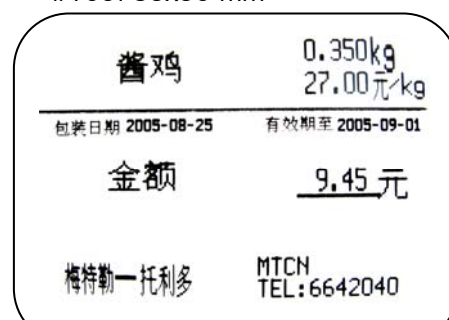 酱鸡
0.350kg
27.00元/kg
包装日期 2005-08-25
有效期至 2005-09-01
金额
9.45 元
梅特勒一托利多
MTCN
TEL:6642040